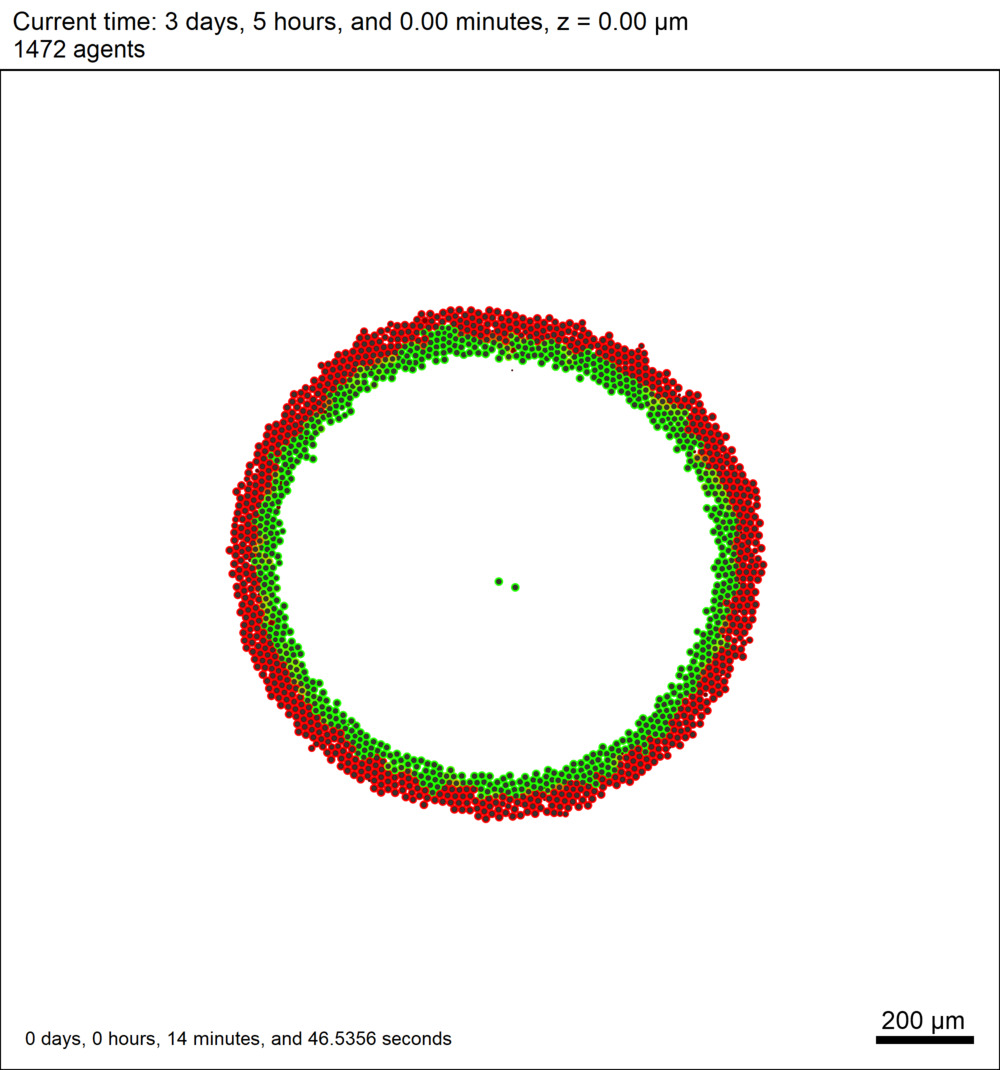 Current time: 3 days, 5 hours, and 0.00 minutes, z = 0.00 μm
1472 agents
200 μm
0 days, 0 hours, 14 minutes, and 46.5356 seconds